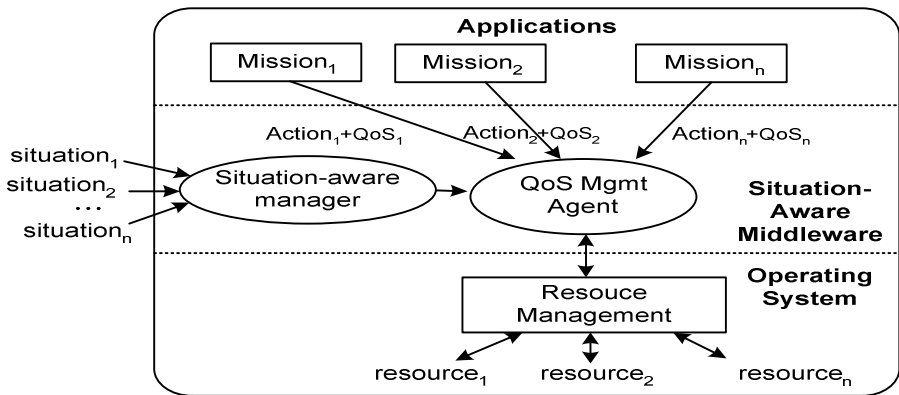 Applications
Mission1
Mission2
Missionn
Action1+QoS1
Action2+QoS2
Actionn+QoSn
situation1
situation2
...
situationn
Situation-aware
manager
QoS Mgmt
Agent
Situation-
Aware
Middleware
Operating
System
Resouce
Management
resource1
resource2
resourcen